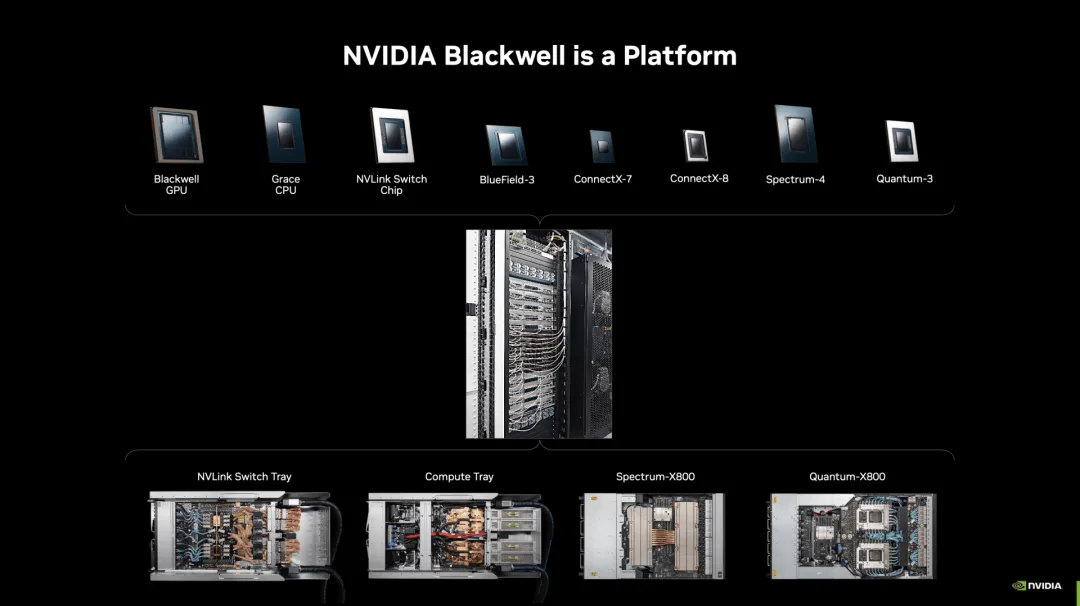 NVIDIA Blackwell is a Platform
Blackwell
GPU
Grace
CPU
NVLink Switch
Chip
BlueField-3
ConnectX-7
ConnectX-8
Spectrum-4
Quantum-3
NVLink Switch Tray
Compute Tray
Spectrum-X800
Quantum-X800
NVIDIA